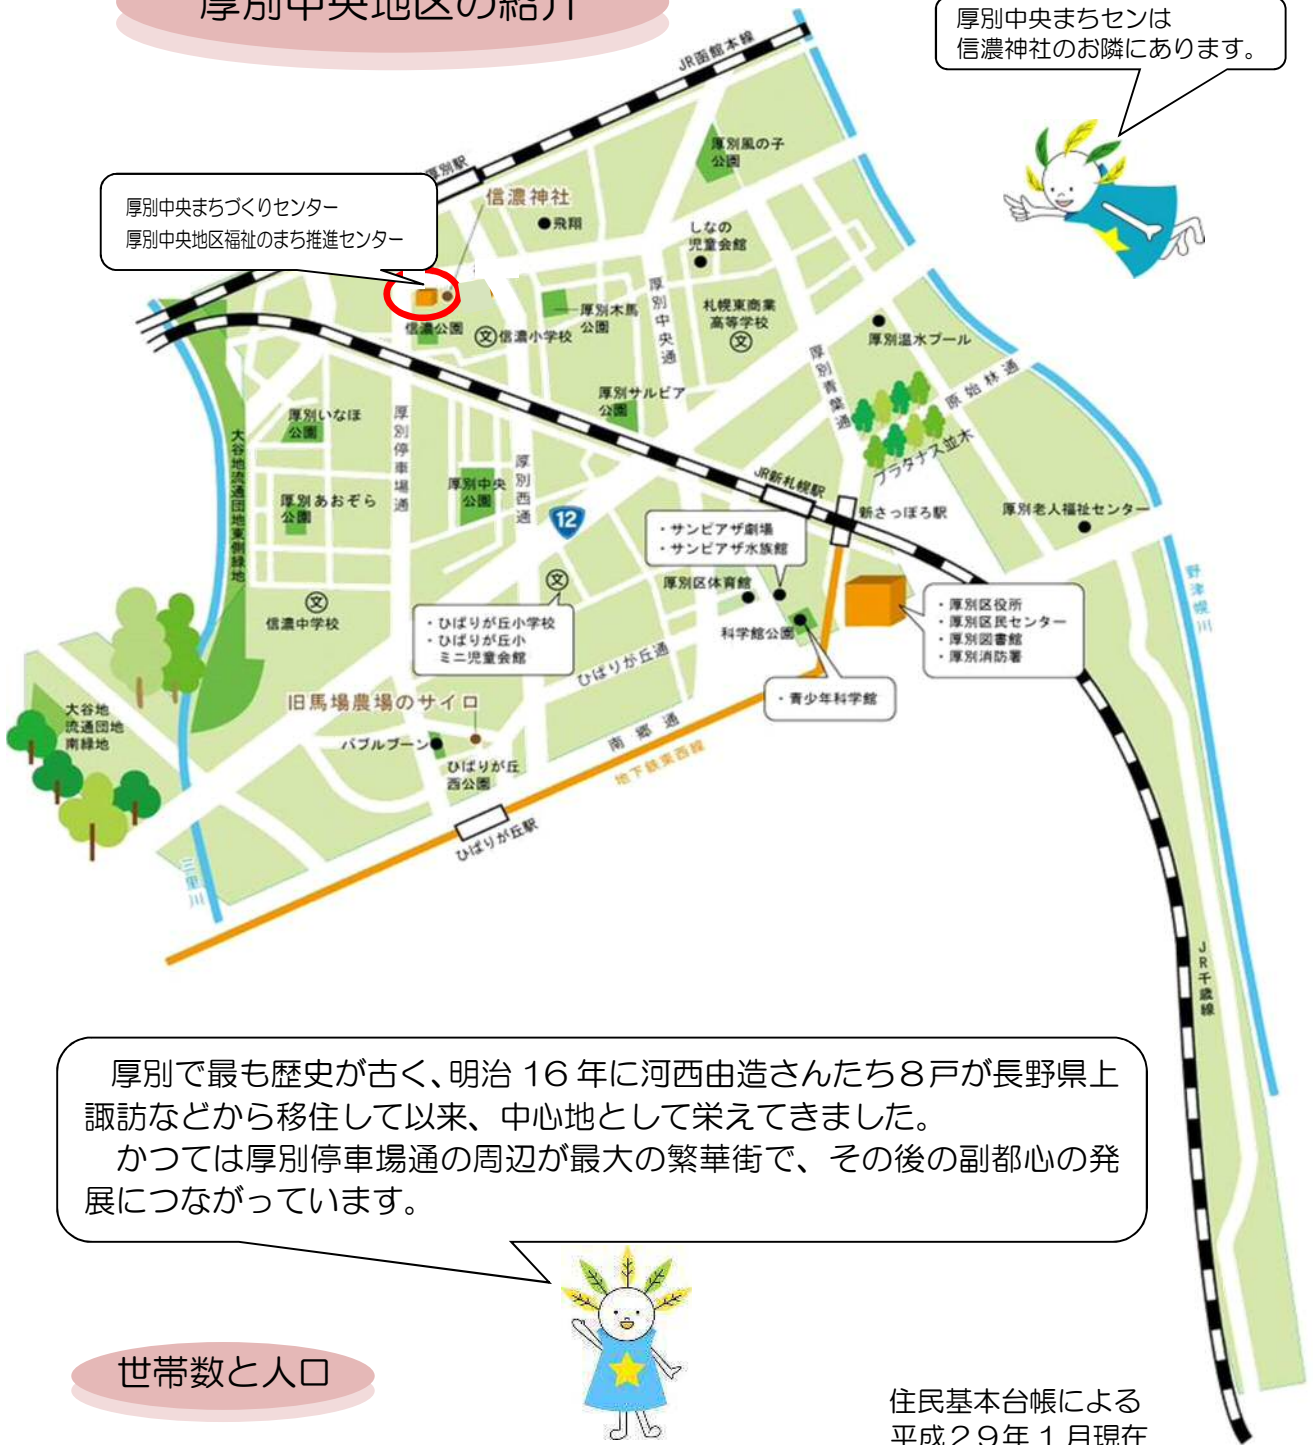 厚別中央地区の紹介
厚別中央まちセンは
信濃神社のお隣にあります。
JR函館本線
厚別駅
厚別風の子
公園
厚別中央まちづくりセンター
厚別中央地区福祉のまち推進センター
信濃神社
飛翔
しなの
児童会館
厚別中央通
札幌東商業
高等学校
文
厚別木馬
公園
信濃公園
文
信濃小学校
厚別温水プール
厚別青葉通
原始林通
厚別サルビア
公園
プラタナス並木
大谷地流通団地東側緑地
厚別いなほ
公園
厚別停車場通
厚別西通
厚別中央
公園
厚別あおぞら
公園
12
JR新札幌駅
新さっぽろ駅
厚別老人福祉センター
・サンピアザ劇場
・サンピアザ水族館
厚別区体育館
野津幌川
文
信濃中学校
文
・ひばりが丘小学校
・ひばりが丘小
ミニ児童会館
科学館公園
・厚別区役所
・厚別区民センター
・厚別図書館
・厚別消防署
ひばりが丘通
・青少年科学館
旧馬場農場のサイロ
大谷地
流通団地
南緑地
バブルブーン
ひばりが丘
西公園
南郷通
地下鉄東西線
ひばりが丘駅
三里川
JR千歳線
厚別で最も歴史が古く、明治16年に河西由造さんたち8戸が長野県上
諏訪などから移住して以来、中心地として栄えてきました。
かつては厚別停車場通の周辺が最大の繁華街で、その後の副都心の発
展につながっています。
世帯数と人口
住民基本台帳による
平成29年1月現在